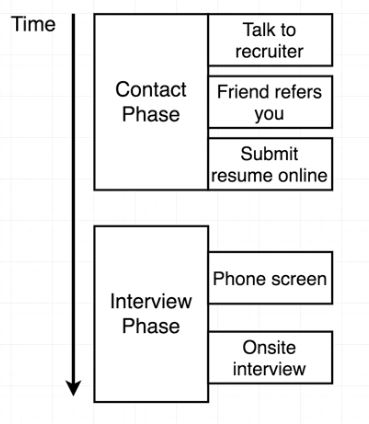 Time
Contact
Phase
Talk to
recruiter
Friend refers
you
Submit
resume online
Interview
Phase
Phone screen
Onsite
interview